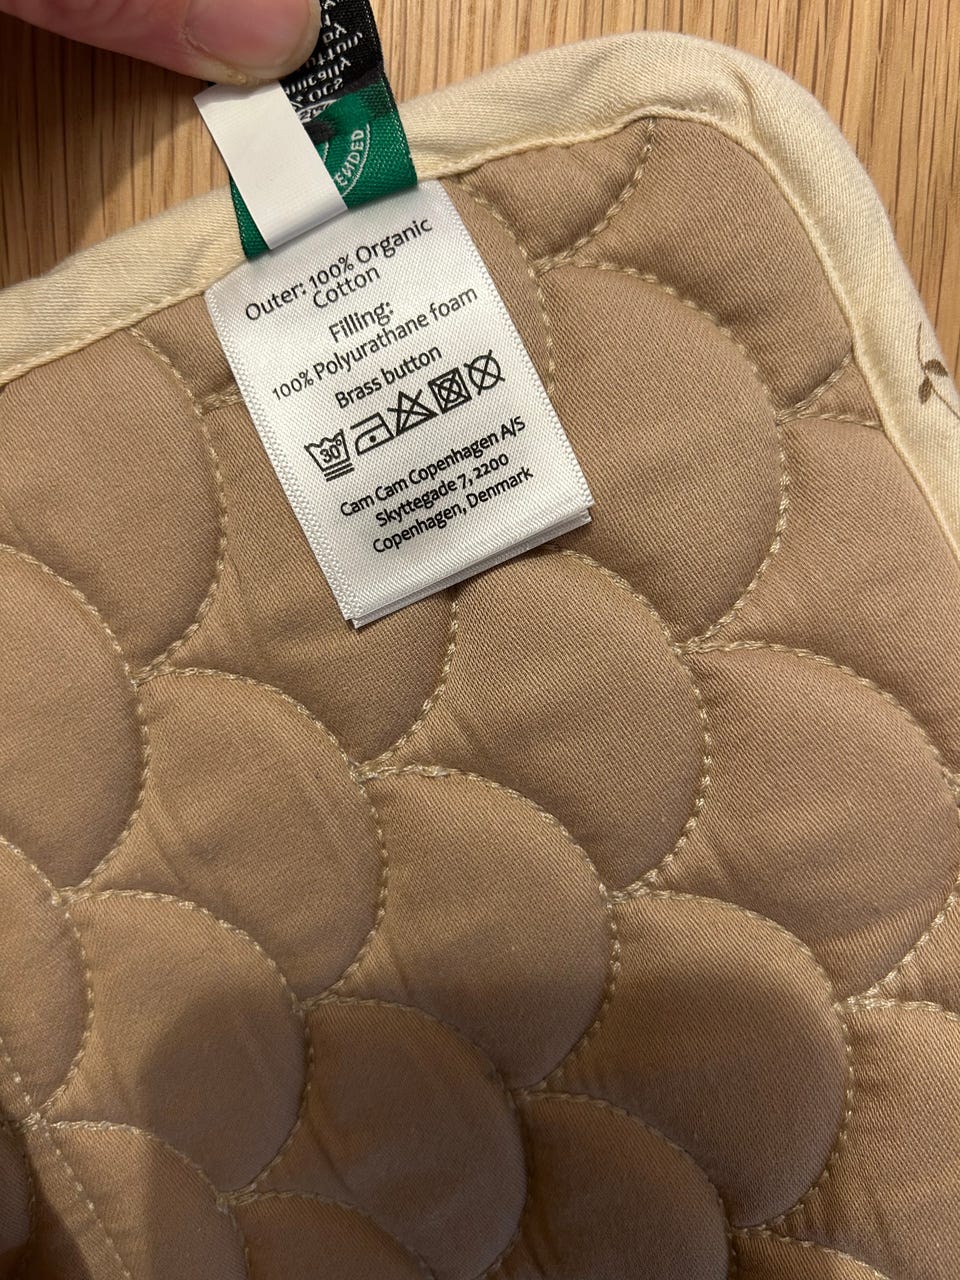 ENDED
Outer: 100% Organic
Cotton
Filling:
100% Polyurathane foam
Brass button
30°
Cam Cam Copenhagen A/S
Skyttegade 7, 2200
Copenhagen, Denmark